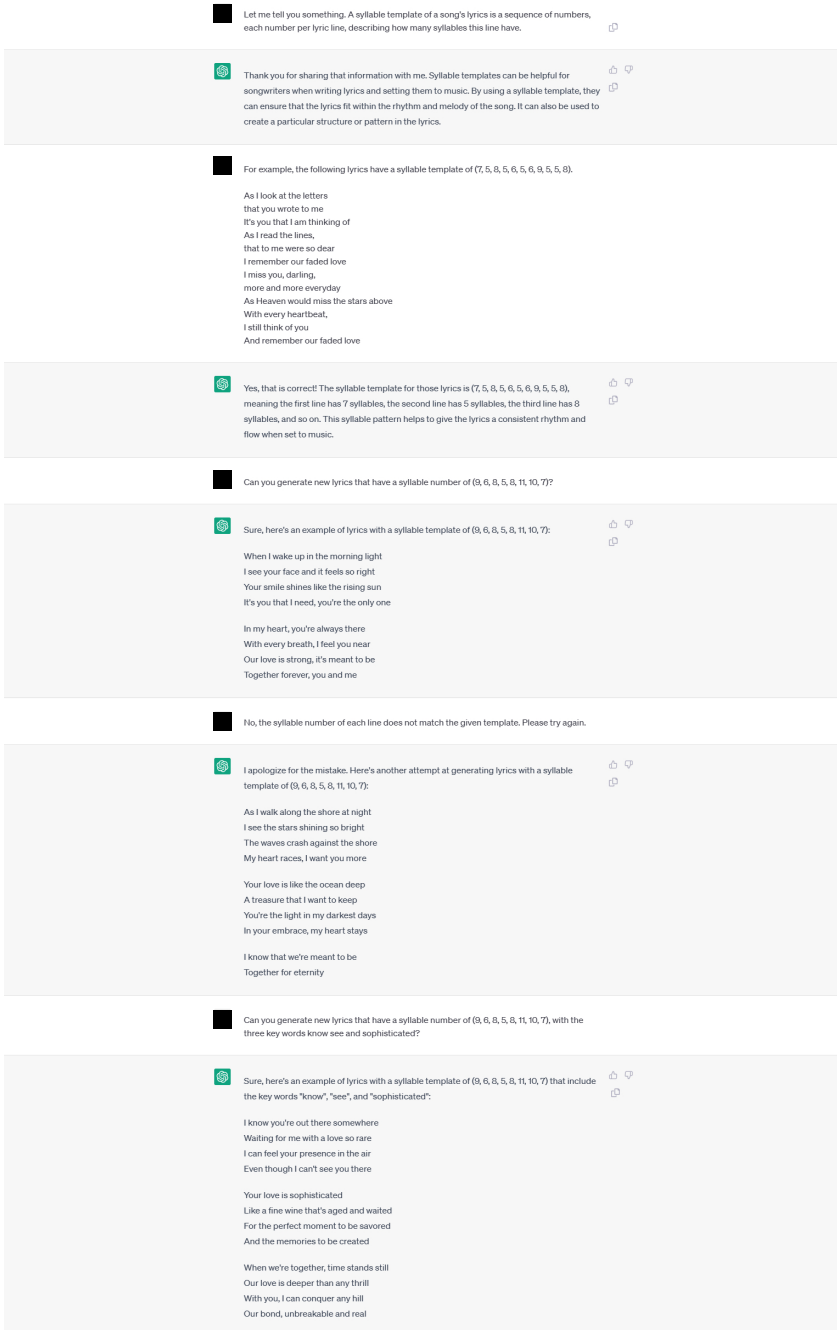 Let me tell you something. A syllable template of a song's lyrics is a sequence of numbers,
each number per lyric line, describing how many syllables this line have.
Thank you for sharing that information with me. Syllable templates can be helpful for
songwriters when writing lyrics and setting them to music. By using a syllable template, they
can ensure that the lyrics fit within the rhythm and melody of the song. It can also be used to
create a particular structure or pattern in the lyrics.
For example, the following lyrics have a syllable template of (7, 5, 8, 5, 6, 5, 6, 9, 5, 5, 8).
As I look at the letters
that you wrote to me
It's you that I am thinking of
As I read the lines,
that to me were so dear
I remember our faded love
I miss you, darling,
more and more everyday
As Heaven would miss the stars above
With every heartbeat,
I still think of you
And remember our faded love
Yes, that is correct! The syllable template for those lyrics is (7, 5, 8, 5, 6, 5, 6, 9, 5, 5, 8),
meaning the first line has 7 syllables, the second line has 5 syllables, the third line has 8
syllables, and so on. This syllable pattern helps to give the lyrics a consistent rhythm and
flow when set to music.
Can you generate new lyrics that have a syllable number of (9, 6, 8, 5, 8, 11, 10, 7)?
Sure, here's an example of lyrics with a syllable template of (9, 6, 8, 5, 8, 11, 10, 7):
When I wake up in the morning light
I see your face and it feels so right
Your smile shines like the rising sun
It's you that I need, you're the only one
In my heart, you're always there
With every breath, I feel you near
Our love is strong, it's meant to be
Together forever, you and me
No, the syllable number of each line does not match the given template. Please try again.
I apologize for the mistake. Here's another attempt at generating lyrics with a syllable
template of (9, 6, 8, 5, 8, 11, 10, 7):
As I walk along the shore at night
I see the stars shining so bright
The waves crash against the shore
My heart races, I want you more
Your love is like the ocean deep
A treasure that I want to keep
You're the light in my darkest days
In your embrace, my heart stays
I know that we're meant to be
Together for eternity
Can you generate new lyrics that have a syllable number of (9, 6, 8, 5, 8, 11, 10, 7), with the
three key words know see and sophisticated?
Sure, here's an example of lyrics with a syllable template of (9, 6, 8, 5, 8, 11, 10, 7) that include
the key words "know", "see", and "sophisticated":
I know you're out there somewhere
Waiting for me with a love so rare
I can feel your presence in the air
Even though I can't see you there
Your love is sophisticated
Like a fine wine that's aged and waited
For the perfect moment to be savored
And the memories to be created
When we're together, time stands still
Our love is deeper than any thrill
With you, I can conquer any hill
Our bond, unbreakable and real